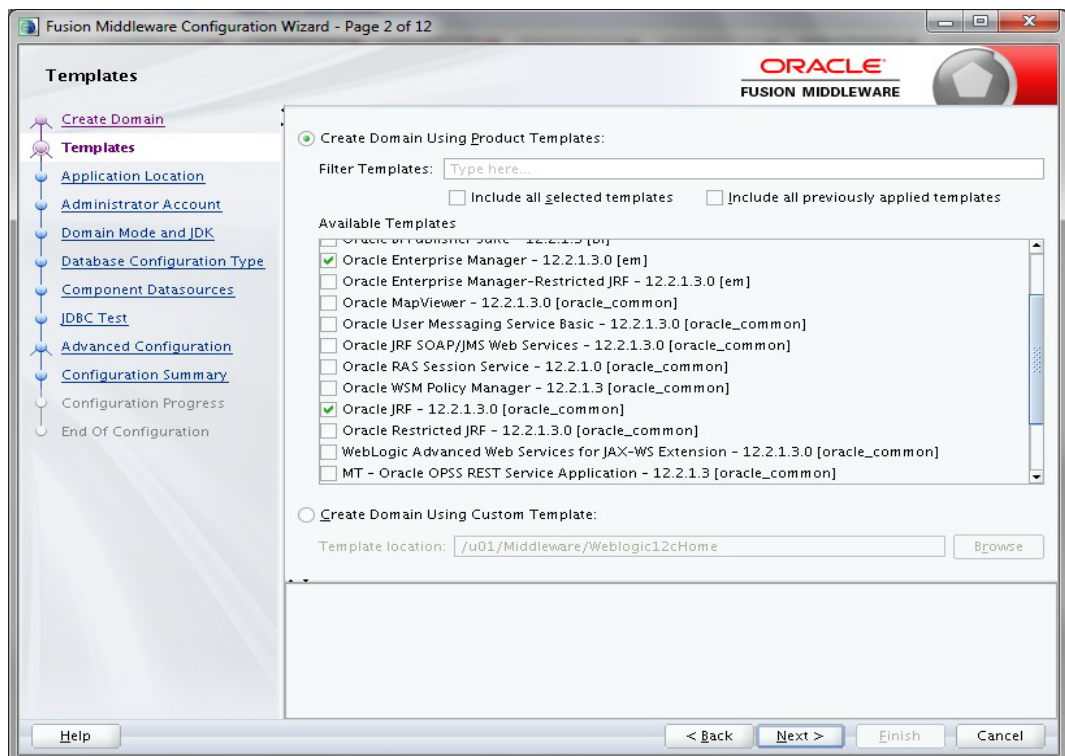 Fusion Middleware Configuration Wizard - Page 2 of 12
Templates
ORACLE
FUSION MIDDLEWARE
Create Domain
Templates
Application Location
Administrator Account
Domain Mode and JDK
Database Configuration Type
Component Datasources
JDBC Test
Advanced Configuration
Configuration Summary
Configuration Progress
End Of Configuration
Create Domain Using Product Templates:
Filter Templates: Type here...
Include all selected templates Include all previously applied templates
Available Templates
Oracle BI Publisher Suite - 12.2.1.3 [bi]
Oracle Enterprise Manager - 12.2.1.3.0 [em]
Oracle Enterprise Manager-Restricted JRF - 12.2.1.3.0 [em]
Oracle MapViewer - 12.2.1.3.0 [oracle_common]
Oracle User Messaging Service Basic - 12.2.1.3.0 [oracle_common]
Oracle JRF SOAP/JMS Web Services - 12.2.1.3.0 [oracle_common]
Oracle RAS Session Service - 12.2.1.0 [oracle_common]
Oracle WSM Policy Manager - 12.2.1.3 [oracle_common]
Oracle JRF - 12.2.1.3.0 [oracle_common]
Oracle Restricted JRF - 12.2.1.3.0 [oracle_common]
WebLogic Advanced Web Services for JAX-WS Extension - 12.2.1.3.0 [oracle_common]
MT - Oracle OPSS REST Service Application - 12.2.1.3 [oracle_common]
Create Domain Using Custom Template:
Template location: /u01/Middleware/Weblogic12cHome Browse
Help < Back Next > Finish Cancel